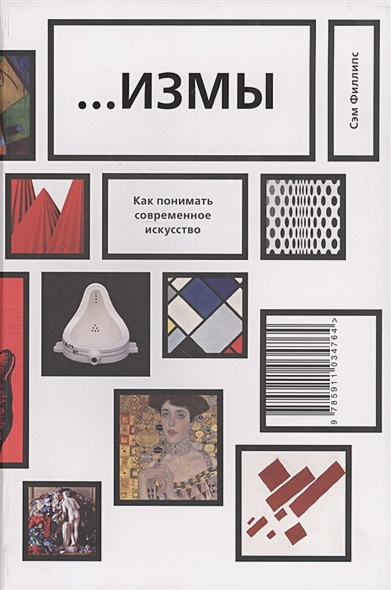 ...ИЗМЫ
Сэм Филлипс
Как понимать
современное
искусство
9 785911 034764 >